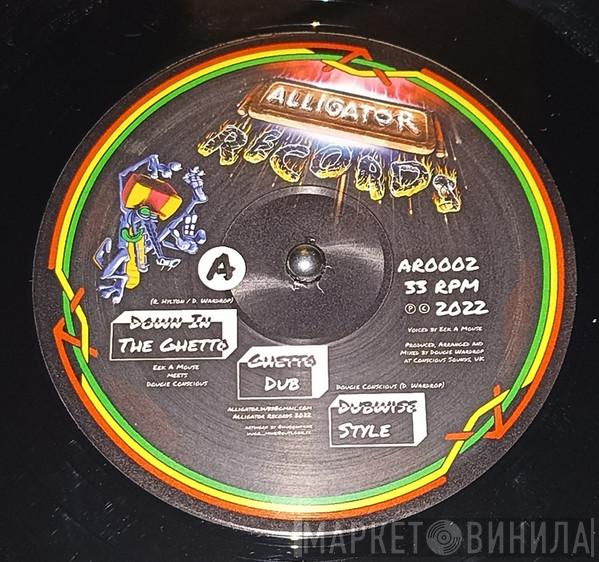 ALLIGATOR
RECORDS
A
AR0002
33 RPM
℗ © 2022
(R. Hylton / D. Wardrop)
Down In
The Ghetto
Eek A Mouse
meets
Dougie Conscious
Voiced by Eek A Mouse
Produced, Arranged and
Mixed by Dougie Wardrop
at Conscious Sounds, UK
Ghetto
Dub
Dougie Conscious (D. Wardrop)
Dubwise
Style
Alligator Records 2022
Artwork by
МАРКЕТ ВИНИЛА